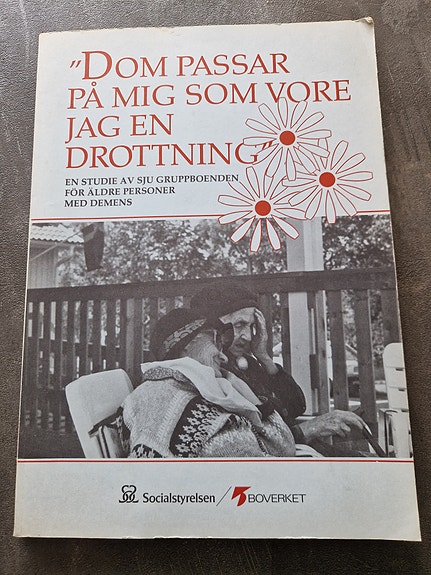 "DOM PASSAR
PÅ MIG SOM VORE
JAG EN
DROTTNING"
EN STUDIE AV SJU GRUPPBOENDEN
FÖR ÄLDRE PERSONER
MED DEMENS
Socialstyrelsen / BOVERKET